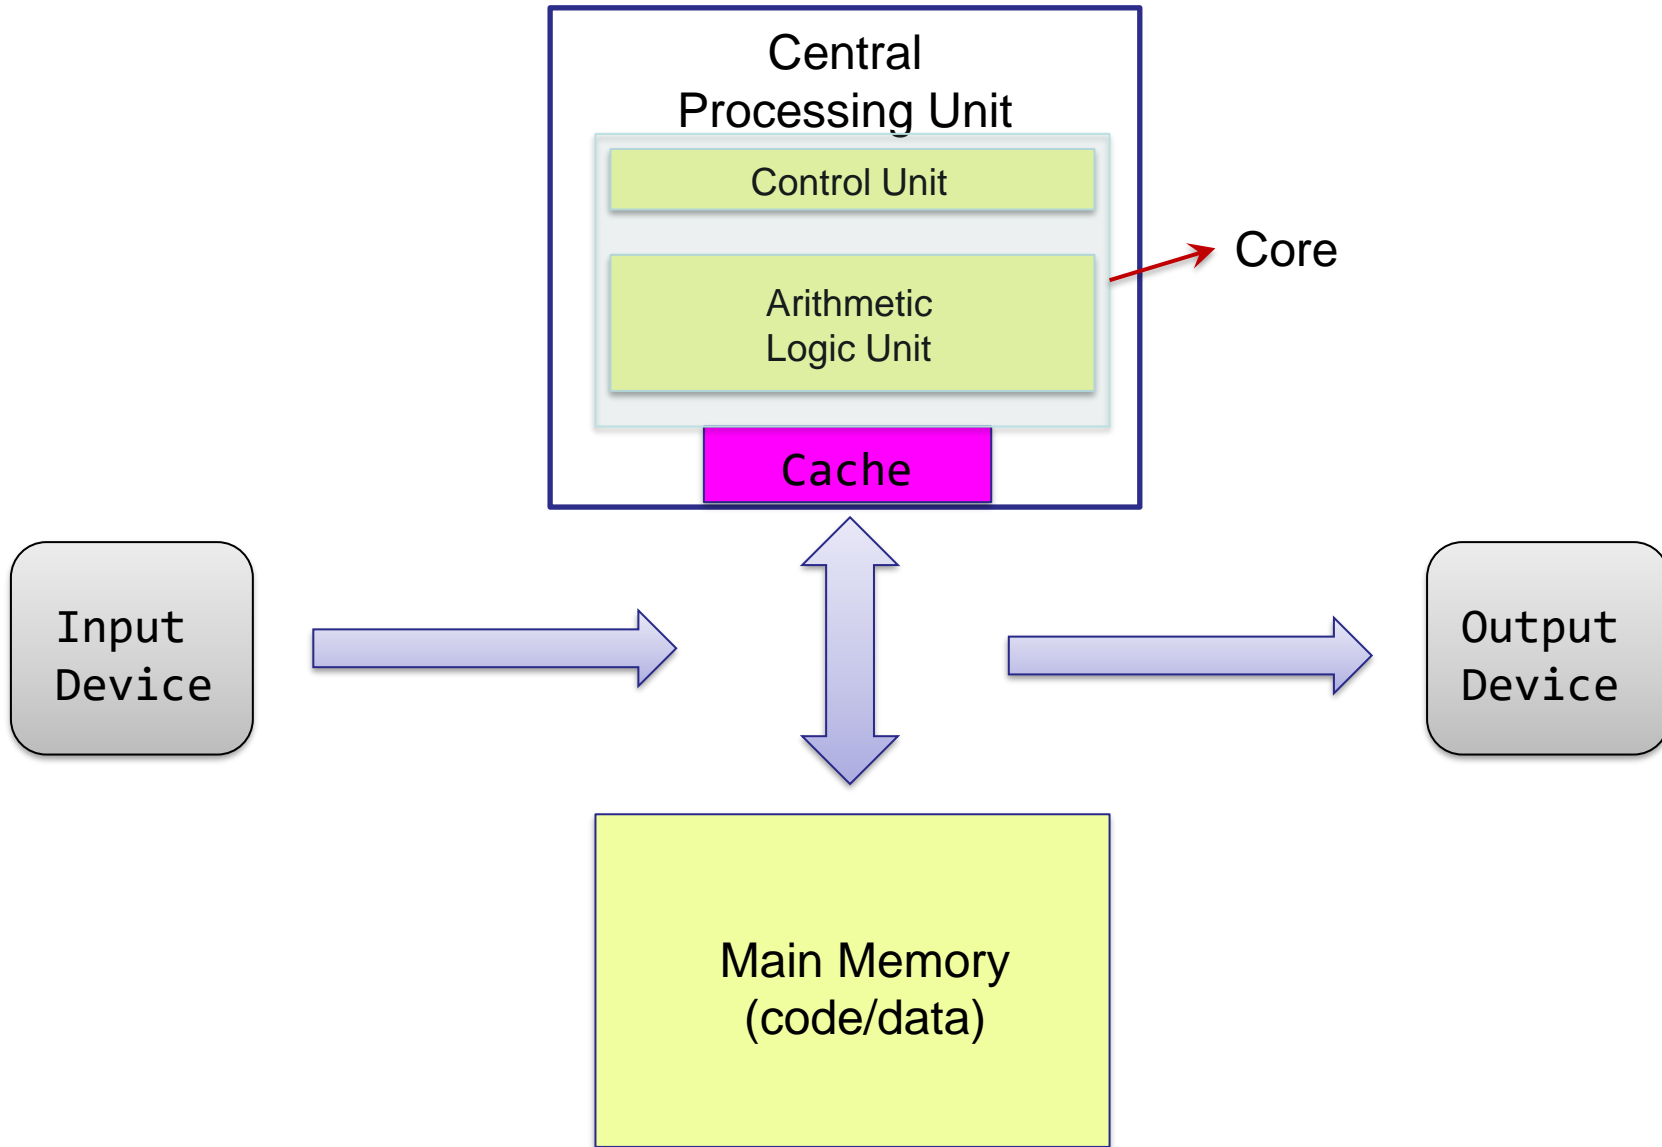 Central
Processing Unit
Control Unit
Arithmetic
Logic Unit
Core
Cache
Input
Device
Output
Device
Main Memory
(code/data)